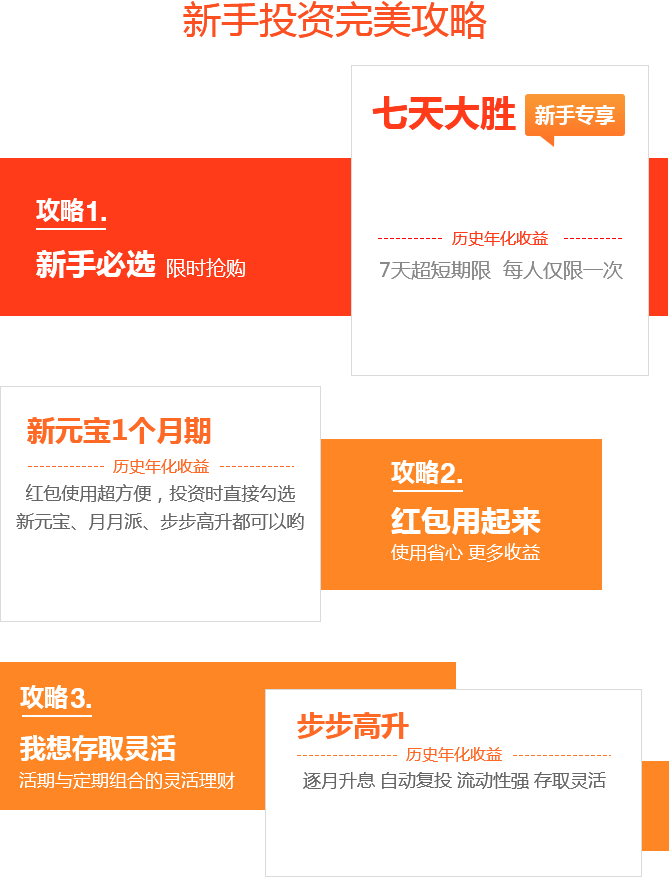 新手投资完美攻略
七天大胜 新手专享
攻略1.
新手必选 限时抢购
历史年化收益
7天超短期限 每人仅限一次
新元宝1个月期
历史年化收益
红包使用超方便，投资时直接勾选
新元宝、月月派、步步高升都可以哟
攻略2.
红包用起来
使用省心 更多收益
攻略3.
我想存取灵活
活期与定期组合的灵活理财
步步高升
历史年化收益
逐月升息 自动复投 流动性强 存取灵活